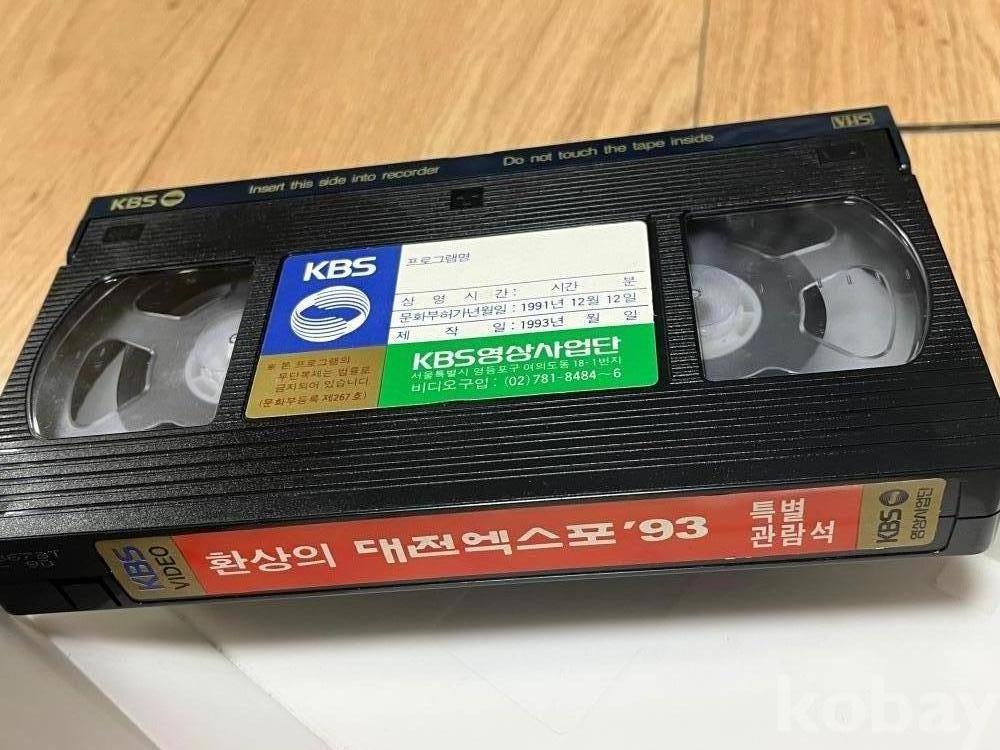 KBS
Insert this side into recorder
Do not touch the tape inside
VHS
KBS
프로그램명
상 영 시 간 : 시간 분
문화부허가년월일 : 1991년 12월 12일
제 작 일 : 1993년 월 일
※ 본 프로그램의
무단복제는 법률로
금지되어 있습니다
(문화부등록 제267호)
KBS영상사업단
서울특별시 영등포구 여의도동 18-1번지
비디오구입 : (02) 781-8484~6
KBS
VIDEO
환상의 대전엑스포 '93
특별
관람석
KBS
영상사업단
kobay